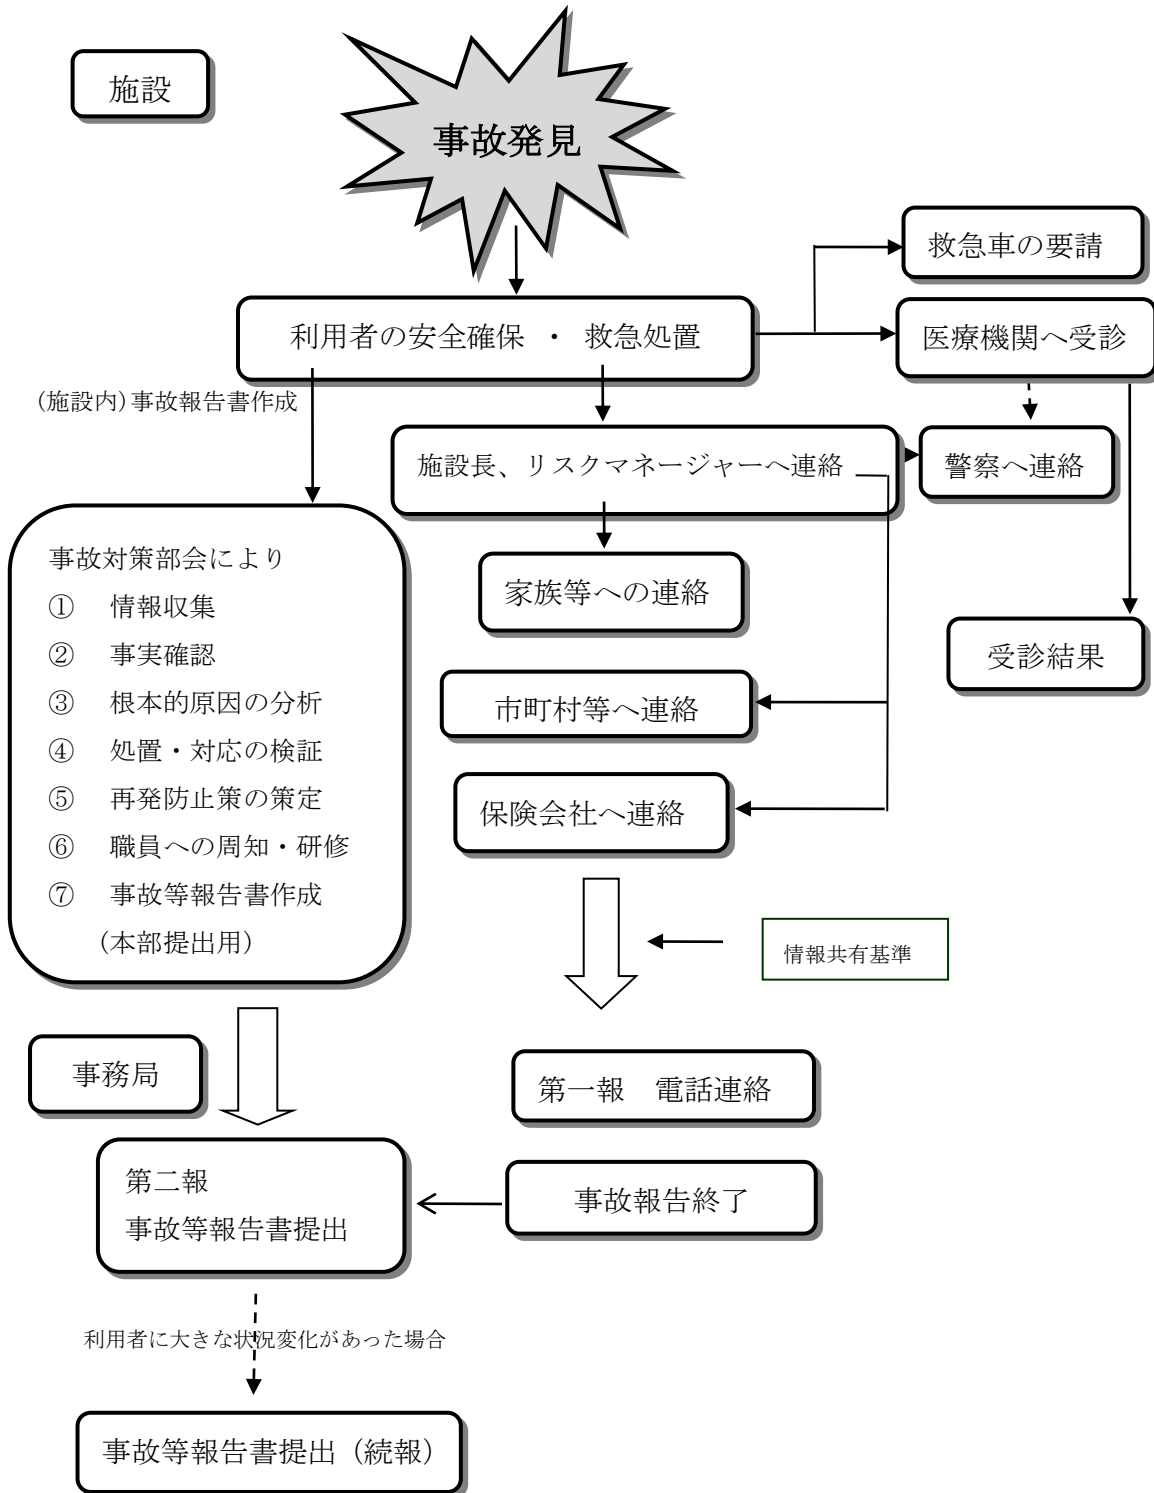 施設
事故発見
救急車の要請
利用者の安全確保 ・ 救急処置
医療機関へ受診
(施設内)事故報告書作成
施設長、リスクマネージャーへ連絡
警察へ連絡
事故対策部会により
① 情報収集
② 事実確認
③ 根本的原因の分析
④ 処置・対応の検証
⑤ 再発防止策の策定
⑥ 職員への周知・研修
⑦ 事故等報告書作成
(本部提出用)
家族等への連絡
受診結果
市町村等へ連絡
保険会社へ連絡
情報共有基準
事務局
第一報 電話連絡
第二報
事故等報告書提出
事故報告終了
利用者に大きな状況変化があった場合
事故等報告書提出（続報）